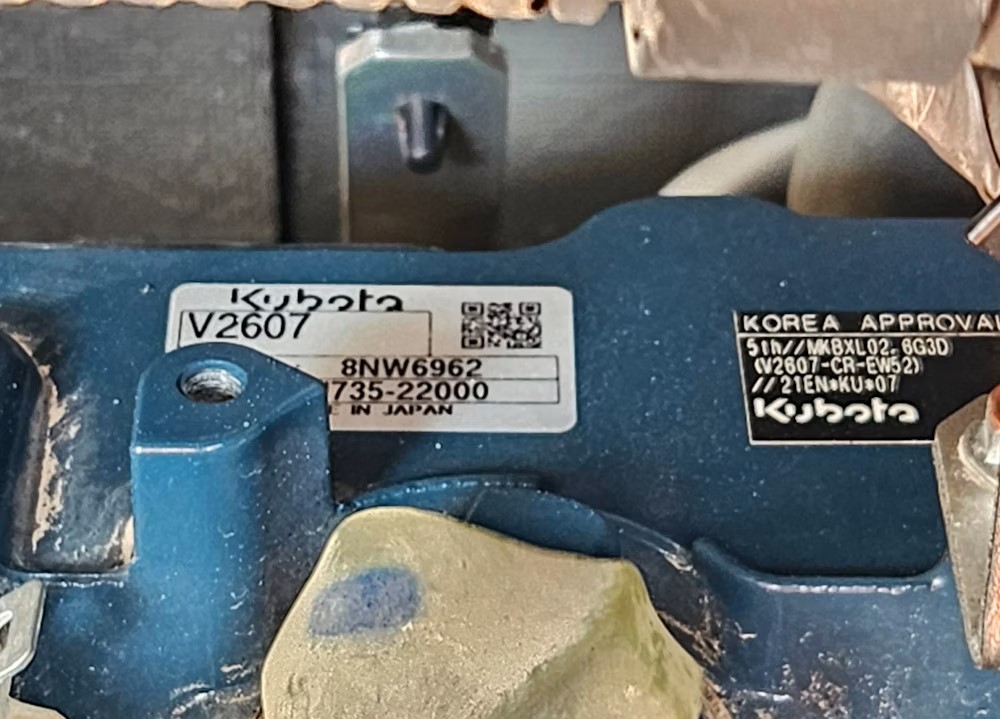 Kubota
V2607
8NW6962
735-22000
IN JAPAN
KOREA APPROVAL
5th//MKBXL02.6G3D
(V2607-CR-EW52)
//21EN*KU*07
Kubota